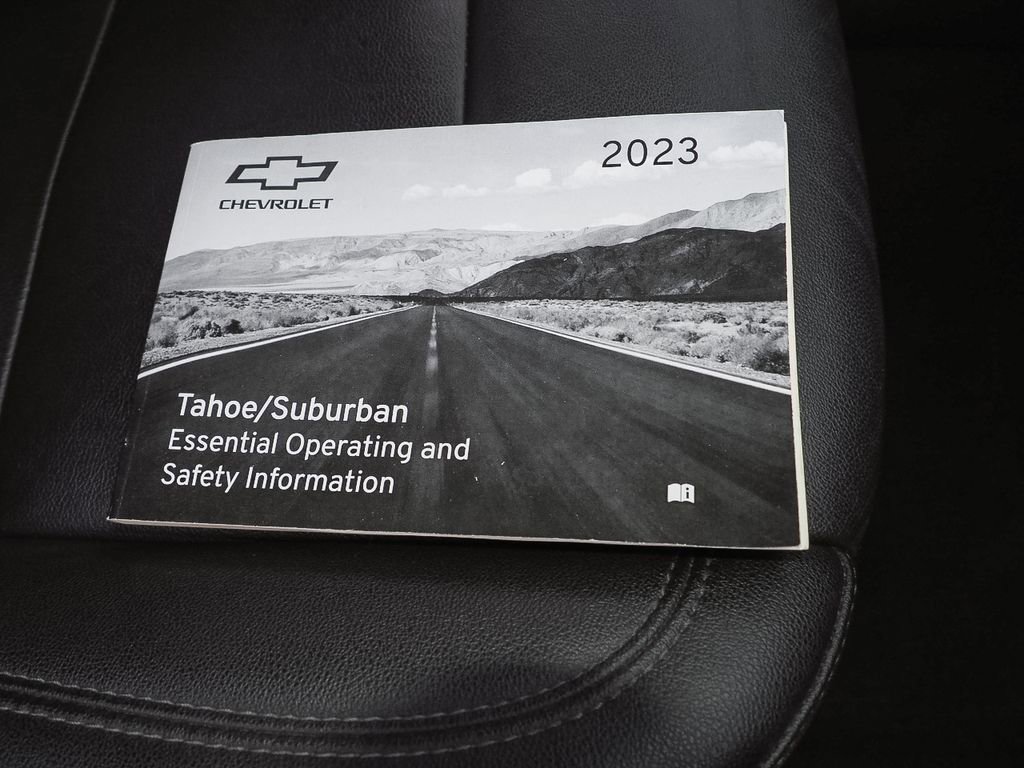 CHEVROLET
2023
Tahoe/Suburban
Essential Operating and
Safety Information
i